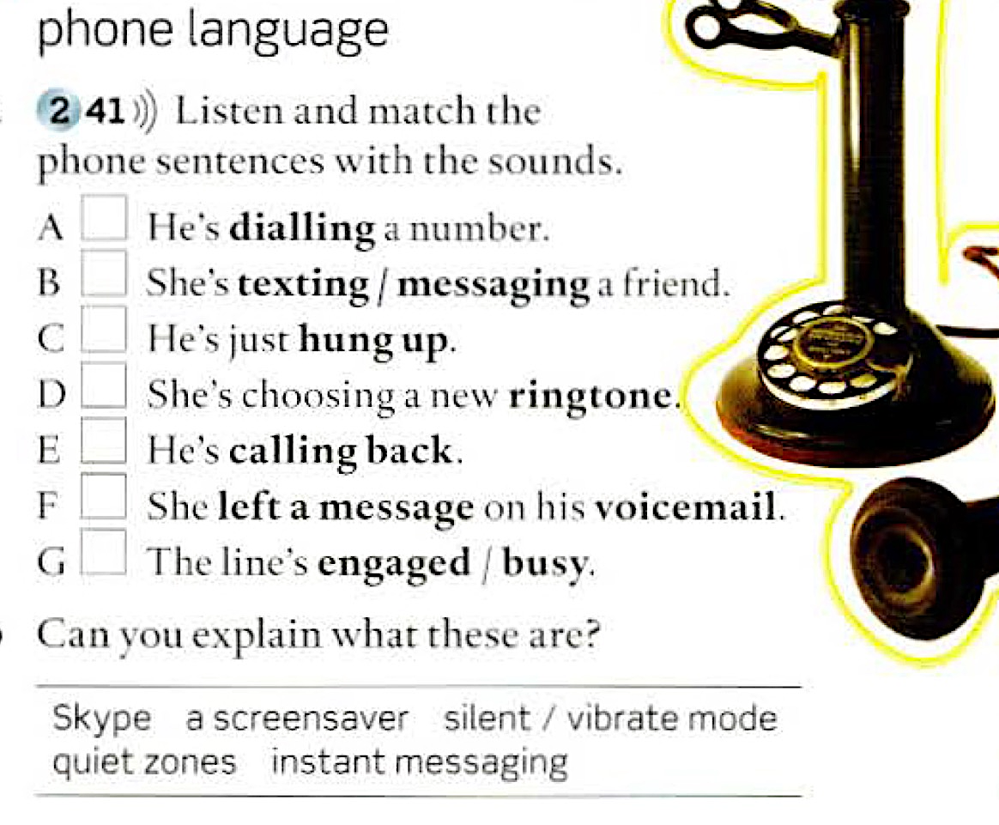 phone language
2 41 Listen and match the
phone sentences with the sounds.
A He's dialling a number.
B She's texting / messaging a friend.
C He's just hung up.
D She's choosing a new ringtone.
E He's calling back.
F She left a message on his voicemail.
G The line's engaged / busy.
Can you explain what these are?
Skype a screensaver silent / vibrate mode
quiet zones instant messaging